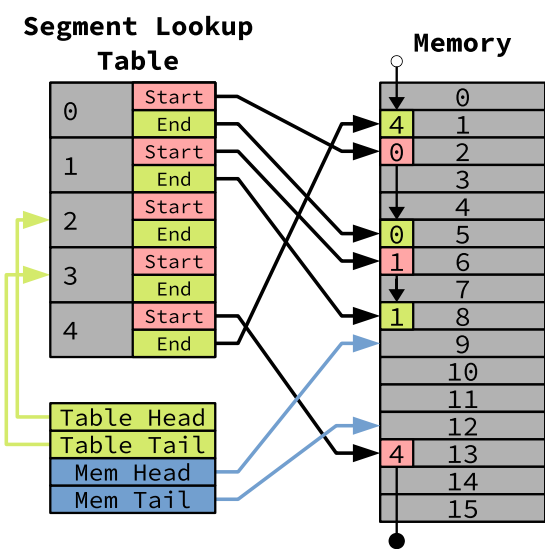 Segment Lookup
Table
0
Start
End
1
Start
End
2
Start
End
3
Start
End
4
Start
End
Table Head
Table Tail
Mem Head
Mem Tail
Memory
0
4 1
0 2
3
4
0 5
1 6
7
1 8
9
10
11
12
4 13
14
15